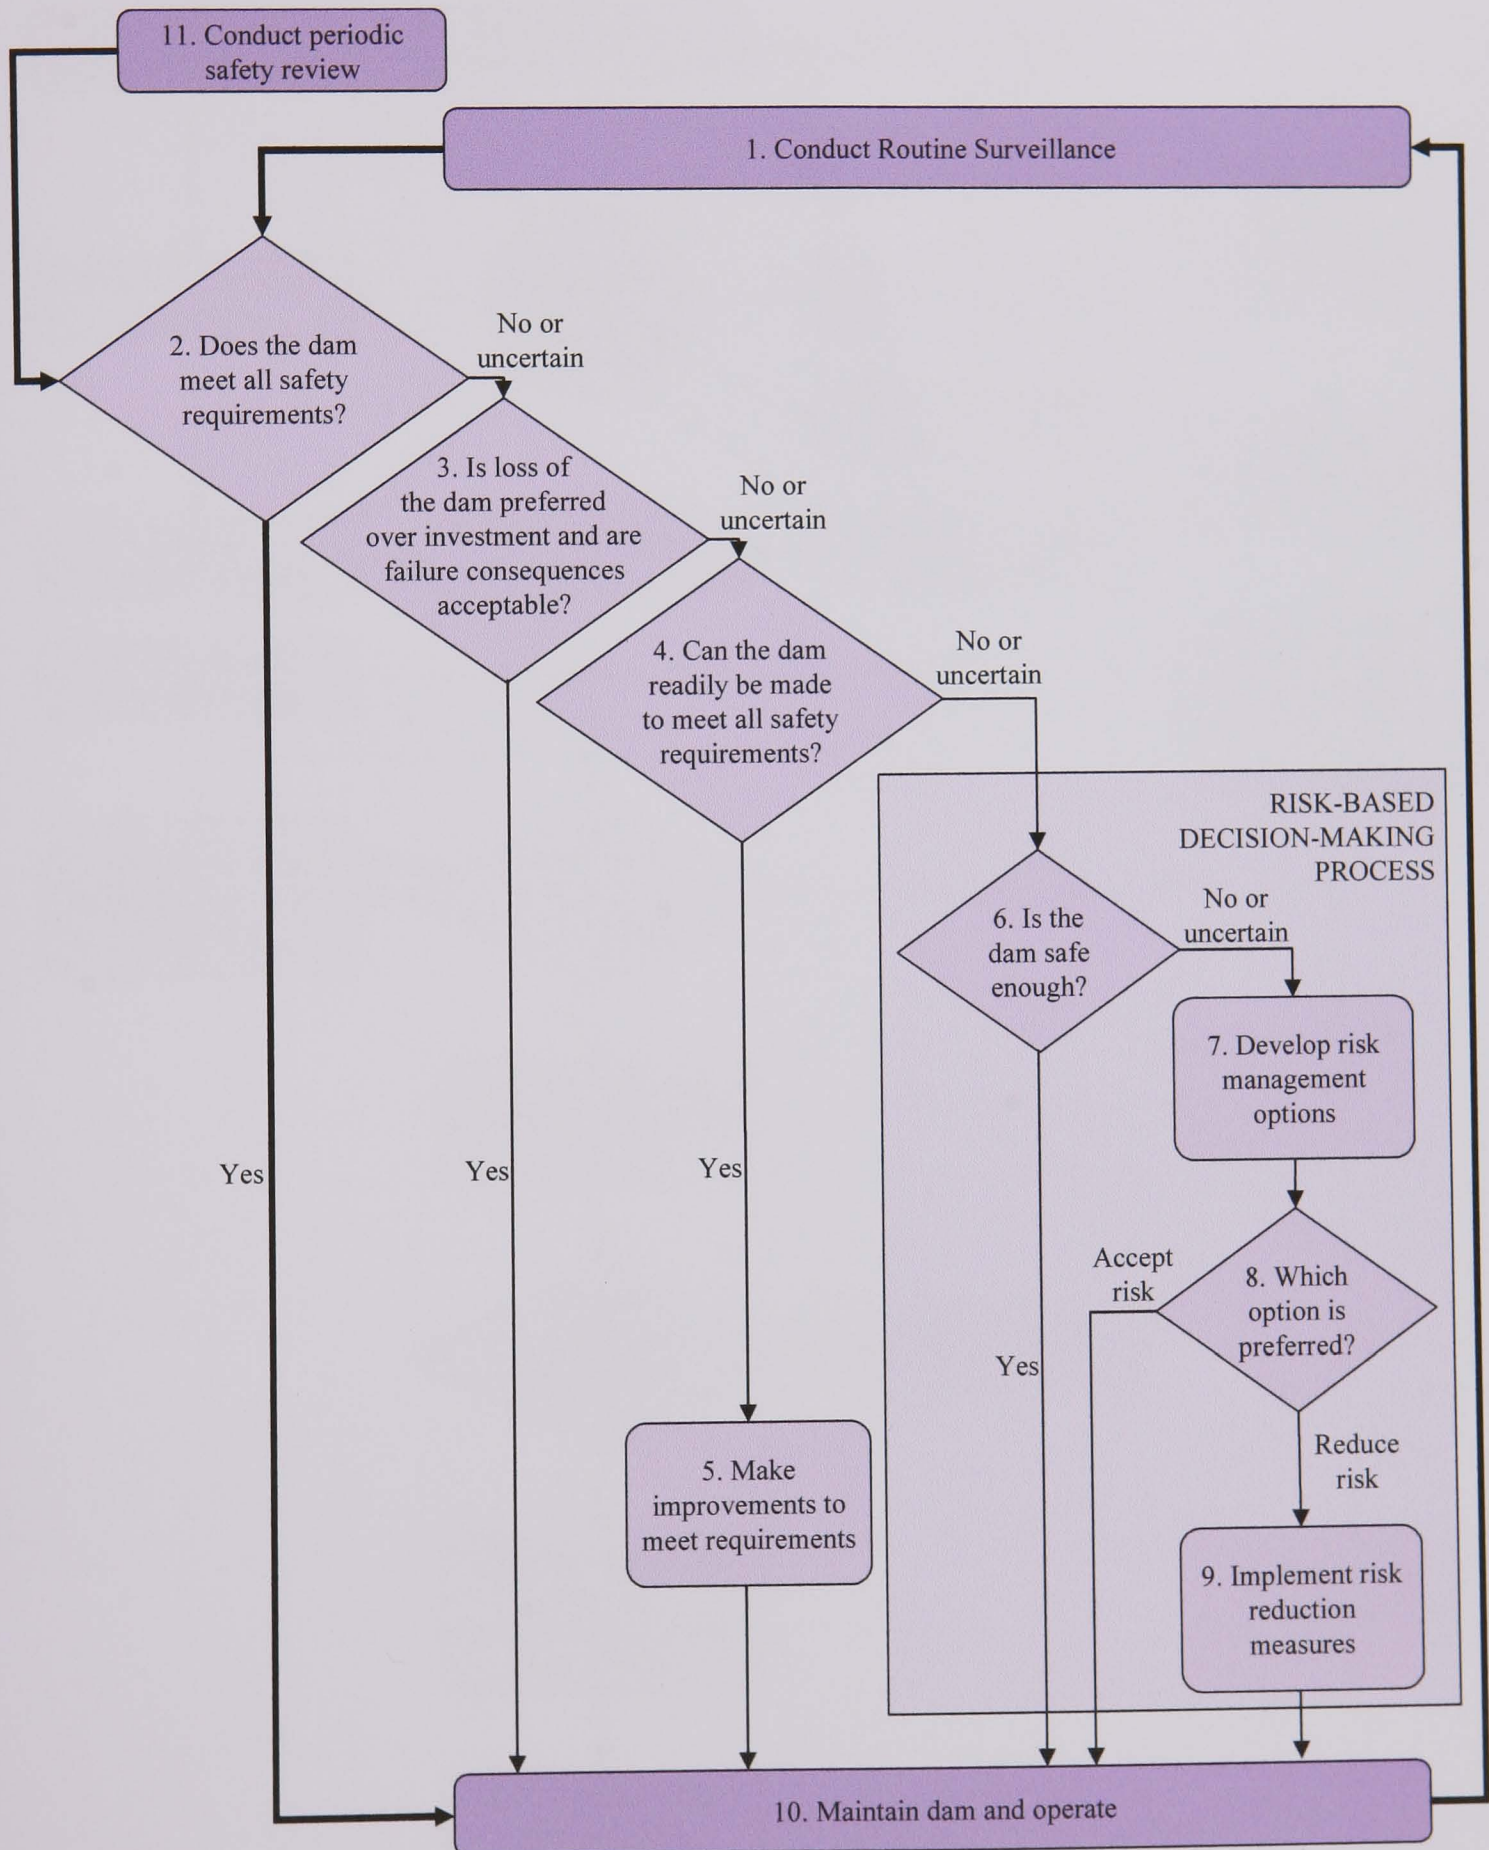 11. Conduct periodic
safety review
1. Conduct Routine Surveillance
2. Does the dam
meet all safety
requirements?
No or
uncertain
3. Is loss of
the dam preferred
over investment and are
failure consequences
acceptable?
No or
uncertain
4. Can the dam
readily be made
to meet all safety
requirements?
No or
uncertain
RISK-BASED
DECISION-MAKING
PROCESS
6. Is the
dam safe
enough?
No or
uncertain
7. Develop risk
management
options
Yes
Yes
Yes
Accept
risk
8. Which
option is
preferred?
Yes
Reduce
risk
5. Make
improvements to
meet requirements
9. Implement risk
reduction
measures
10. Maintain dam and operate